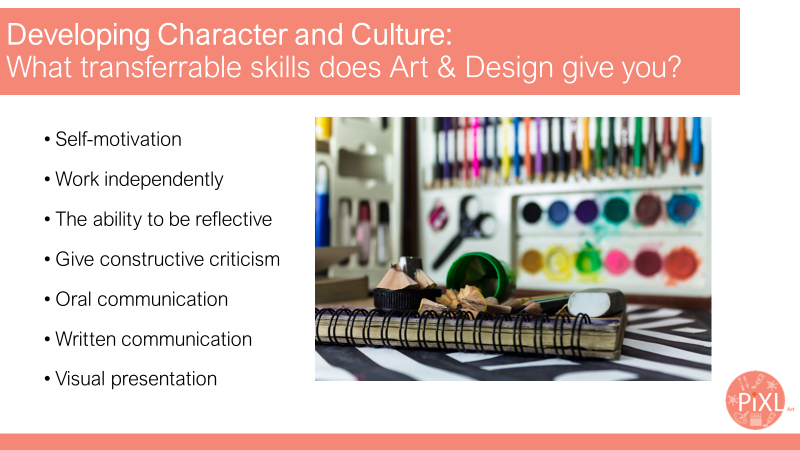 Developing Character and Culture:
What transferrable skills does Art & Design give you?
• Self-motivation
• Work independently
• The ability to be reflective
• Give constructive criticism
• Oral communication
• Written communication
• Visual presentation
PiXL
Art